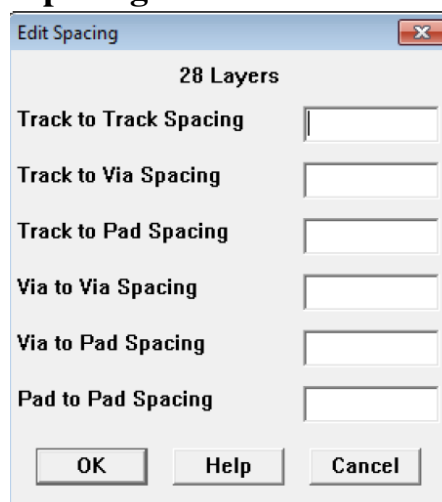 Edit Spacing
28 Layers
Track to Track Spacing
Track to Via Spacing
Track to Pad Spacing
Via to Via Spacing
Via to Pad Spacing
Pad to Pad Spacing
OK Help Cancel